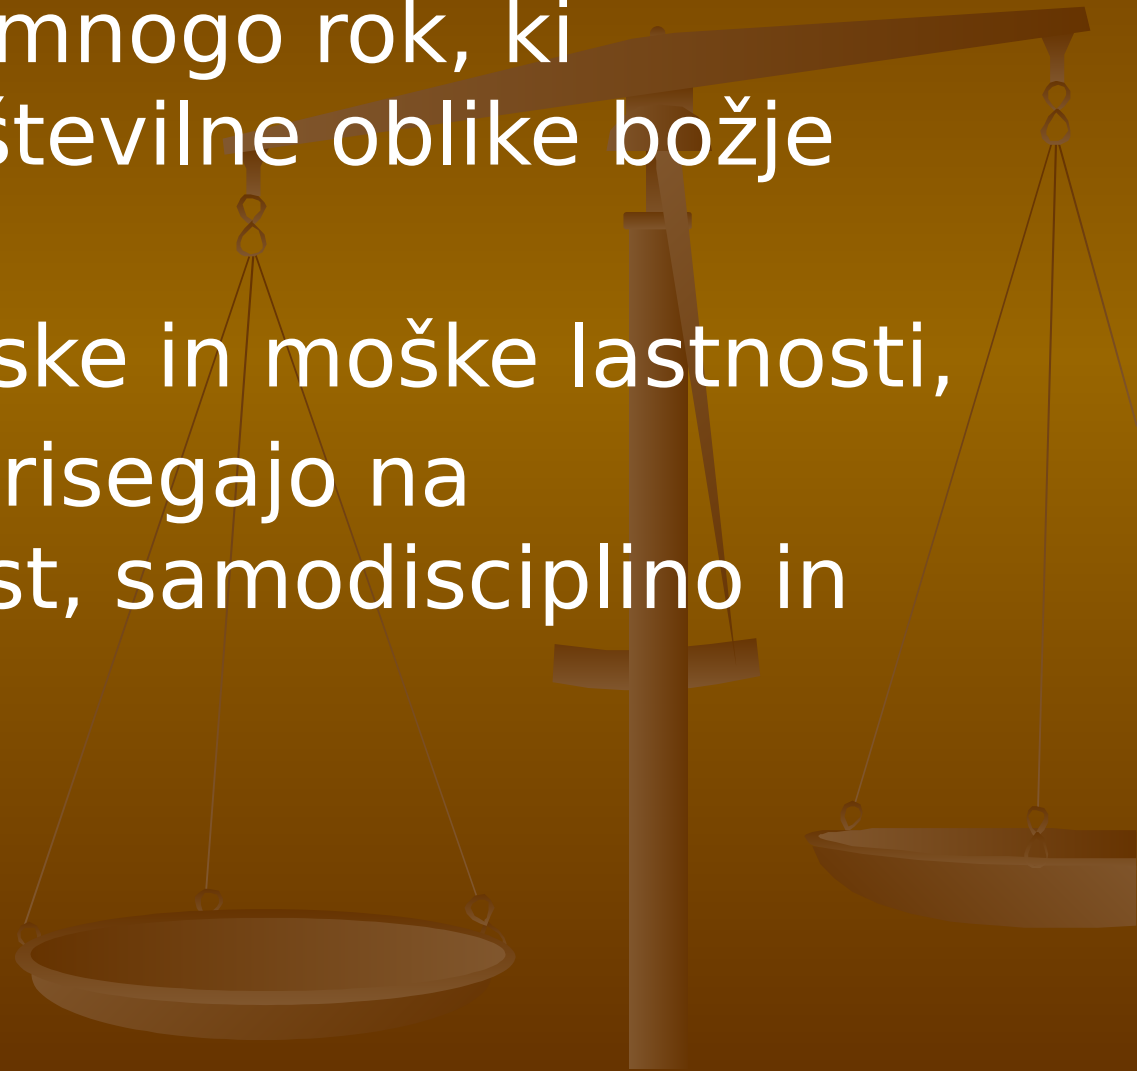 mnogo rok, ki
številne oblike božje
ske in moške lastnosti,
risegajo na
st, samodisciplino in